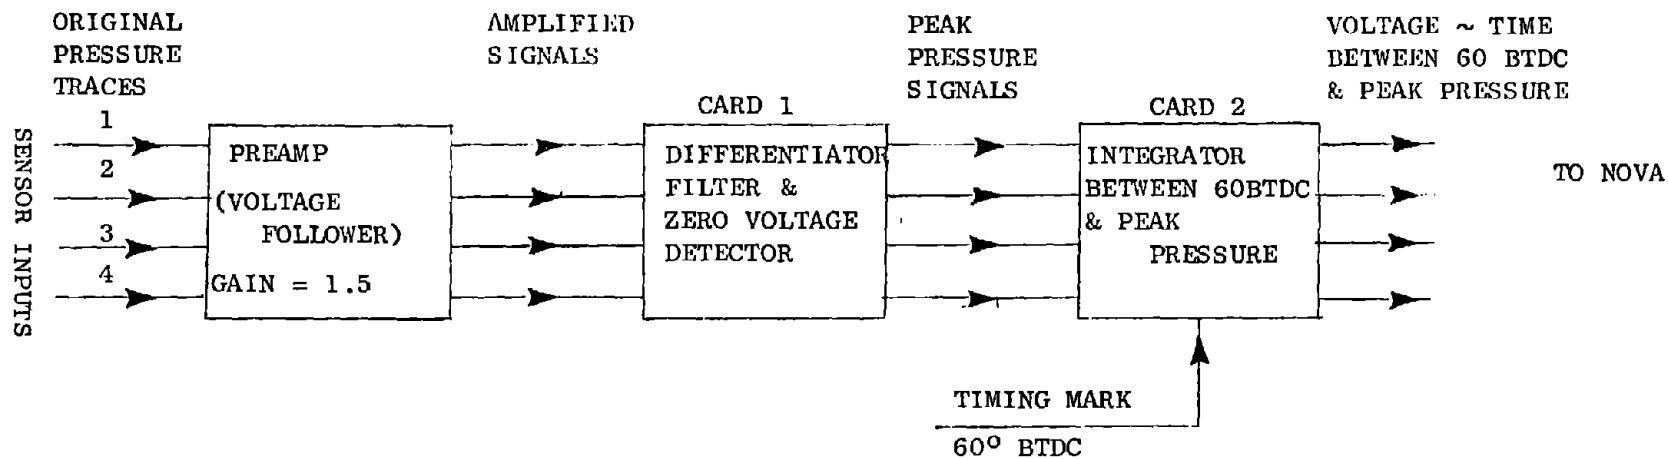 ORIGINAL
PRESSURE
TRACES
AMPLIFIED
SIGNALS
PEAK
PRESSURE
SIGNALS
VOLTAGE ~ TIME
BETWEEN 60 BTDC
& PEAK PRESSURE
SENSOR INPUTS
1
2
3
4
PREAMP
(VOLTAGE
FOLLOWER)
GAIN = 1.5
CARD 1
DIFFERENTIATOR
FILTER &
ZERO VOLTAGE
DETECTOR
CARD 2
INTEGRATOR
BETWEEN 60BTDC
& PEAK
PRESSURE
TO NOVA
TIMING MARK
60° BTDC